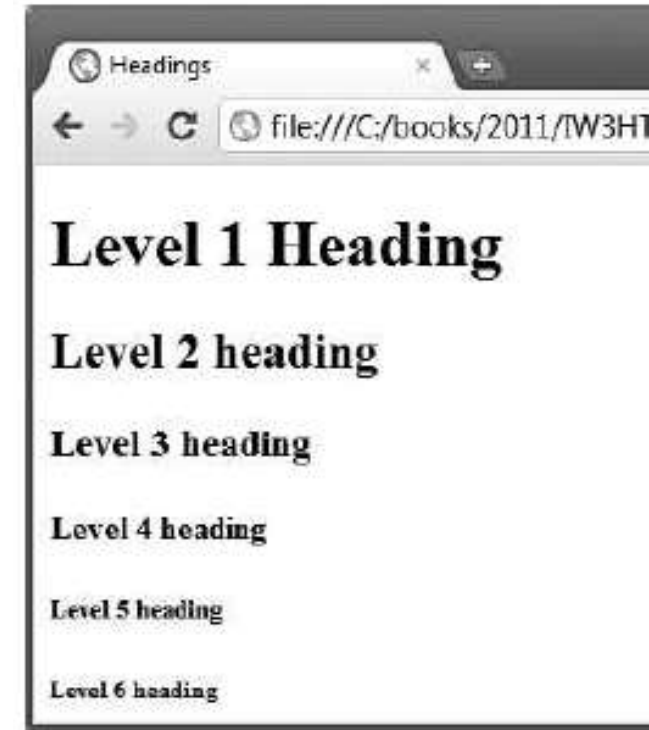 Headings
file:///C:/books/2011/IW3HT
Level 1 Heading
Level 2 heading
Level 3 heading
Level 4 heading
Level 5 heading
Level 6 heading